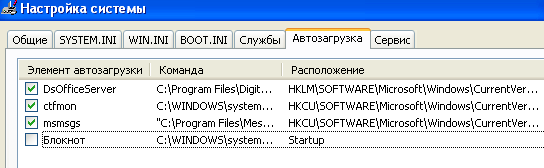 Настройка системы
Общие SYSTEM.INI WIN.INI BOOT.INI Службы Автозагрузка Сервис
Элемент автозагрузки Команда Расположение
DsOfficeServer C:\Program Files\Digit... HKLM\SOFTWARE\Microsoft\Windows\CurrentVer...
ctfmon C:\WINDOWS\system... HKCU\SOFTWARE\Microsoft\Windows\CurrentVer...
msmsgs "C:\Program Files\Mes... HKCU\SOFTWARE\Microsoft\Windows\CurrentVer...
Блокнот C:\WINDOWS\system... Startup